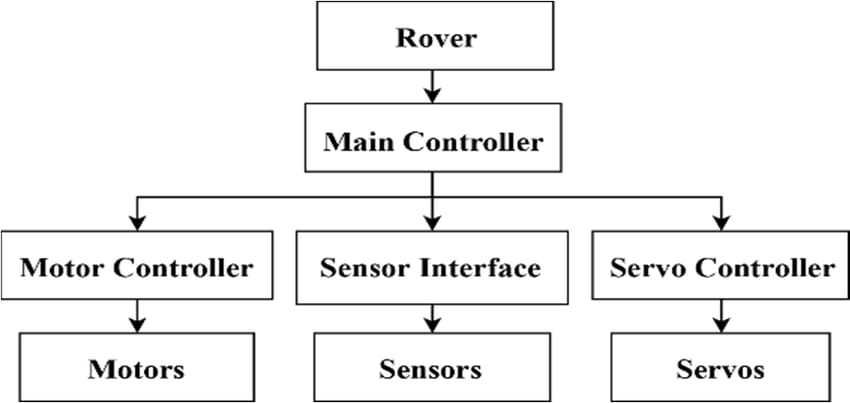 Rover
Main Controller
Motor Controller
Sensor Interface
Servo Controller
Motors
Sensors
Servos